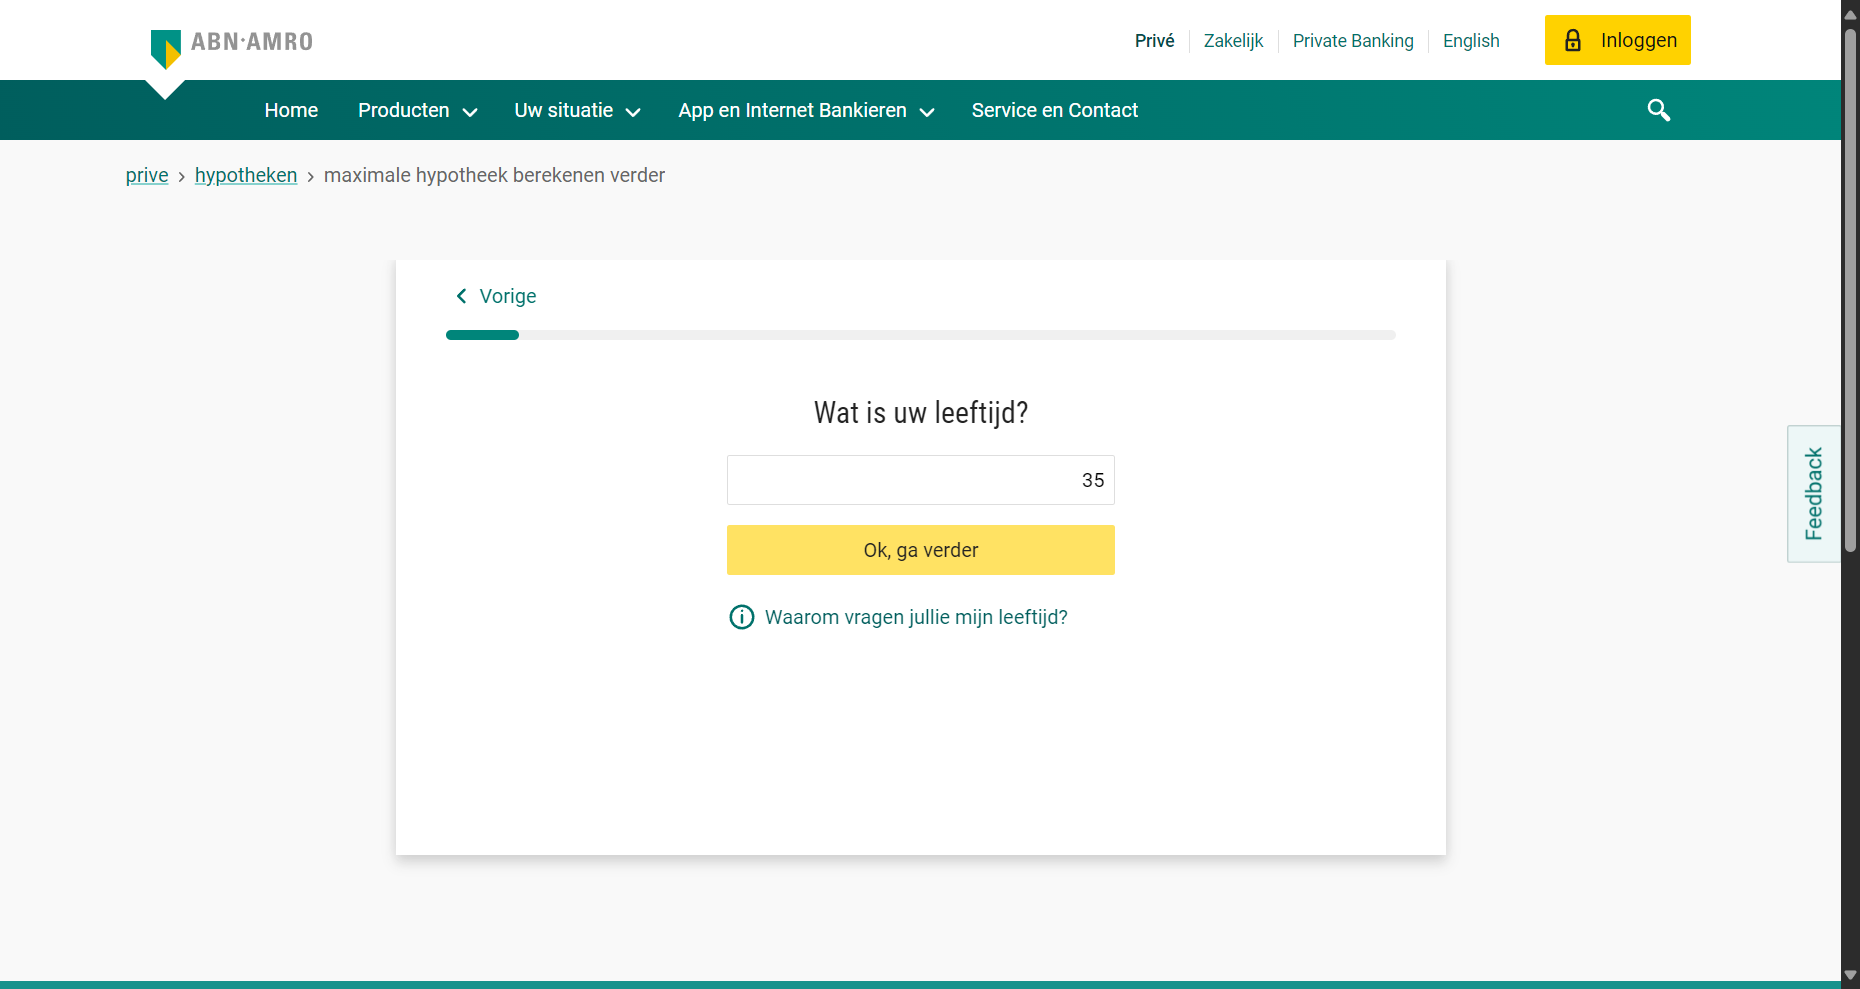 ABN·AMRO
Privé
Zakelijk
Private Banking
English
Inloggen
Home
Producten
Uw situatie
App en Internet Bankieren
Service en Contact
prive › hypotheken › maximale hypotheek berekenen verder
Vorige
Wat is uw leeftijd?
35
Ok, ga verder
Waarom vragen jullie mijn leeftijd?
Feedback